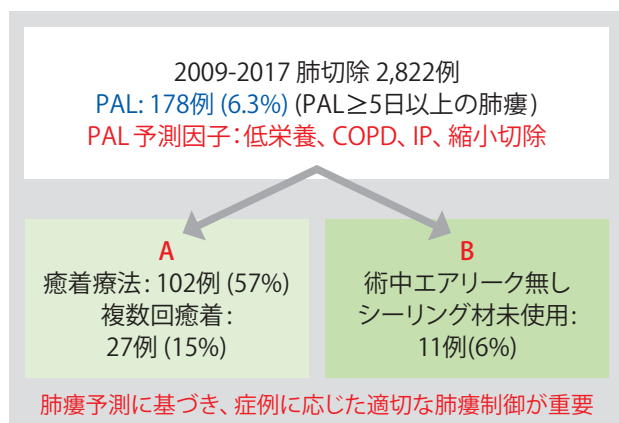 2009-2017 肺切除 2,822例
PAL: 178例 (6.3%) (PAL≧5日以上の肺瘻)
PAL 予測因子：低栄養、COPD、IP、縮小切除
A
癒着療法：102例 (57%)
複数回癒着：
27例 (15%)
B
術中エアリーク無し
シーリング材未使用：
11例(6%)
肺瘻予測に基づき、症例に応じた適切な肺瘻制御が重要